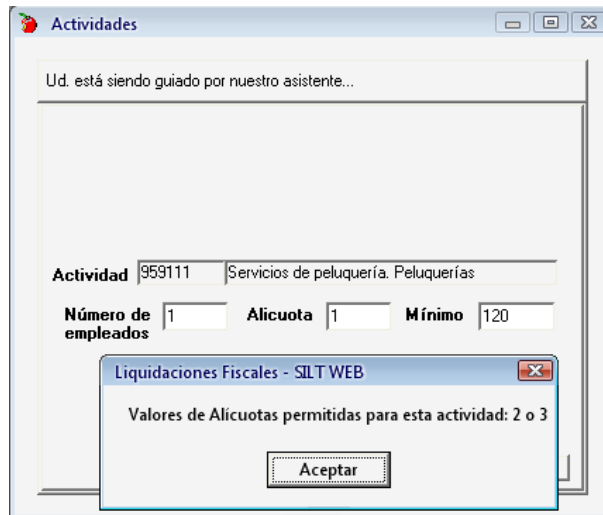 Actividades
Ud. está siendo guiado por nuestro asistente...
Actividad 959111 Servicios de peluquería. Peluquerías
Número de empleados 1 Alicuota 1 Mínimo 120
Liquidaciones Fiscales - SILT WEB
Valores de Alícuotas permitidas para esta actividad: 2 o 3
Aceptar